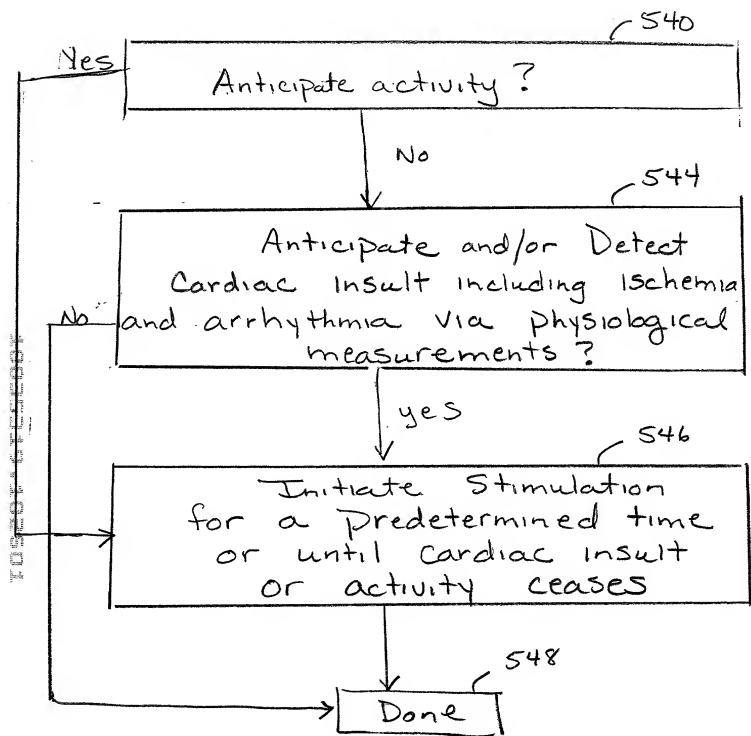 540
Yes
Anticipate activity?
No
544
Anticipate and/or Detect
Cardiac insult including ischemia
No
and arrhythmia via physiological
measurements?
yes
546
Initiate Stimulation
for a predetermined time
or until cardiac insult
or activity ceases
548
Done